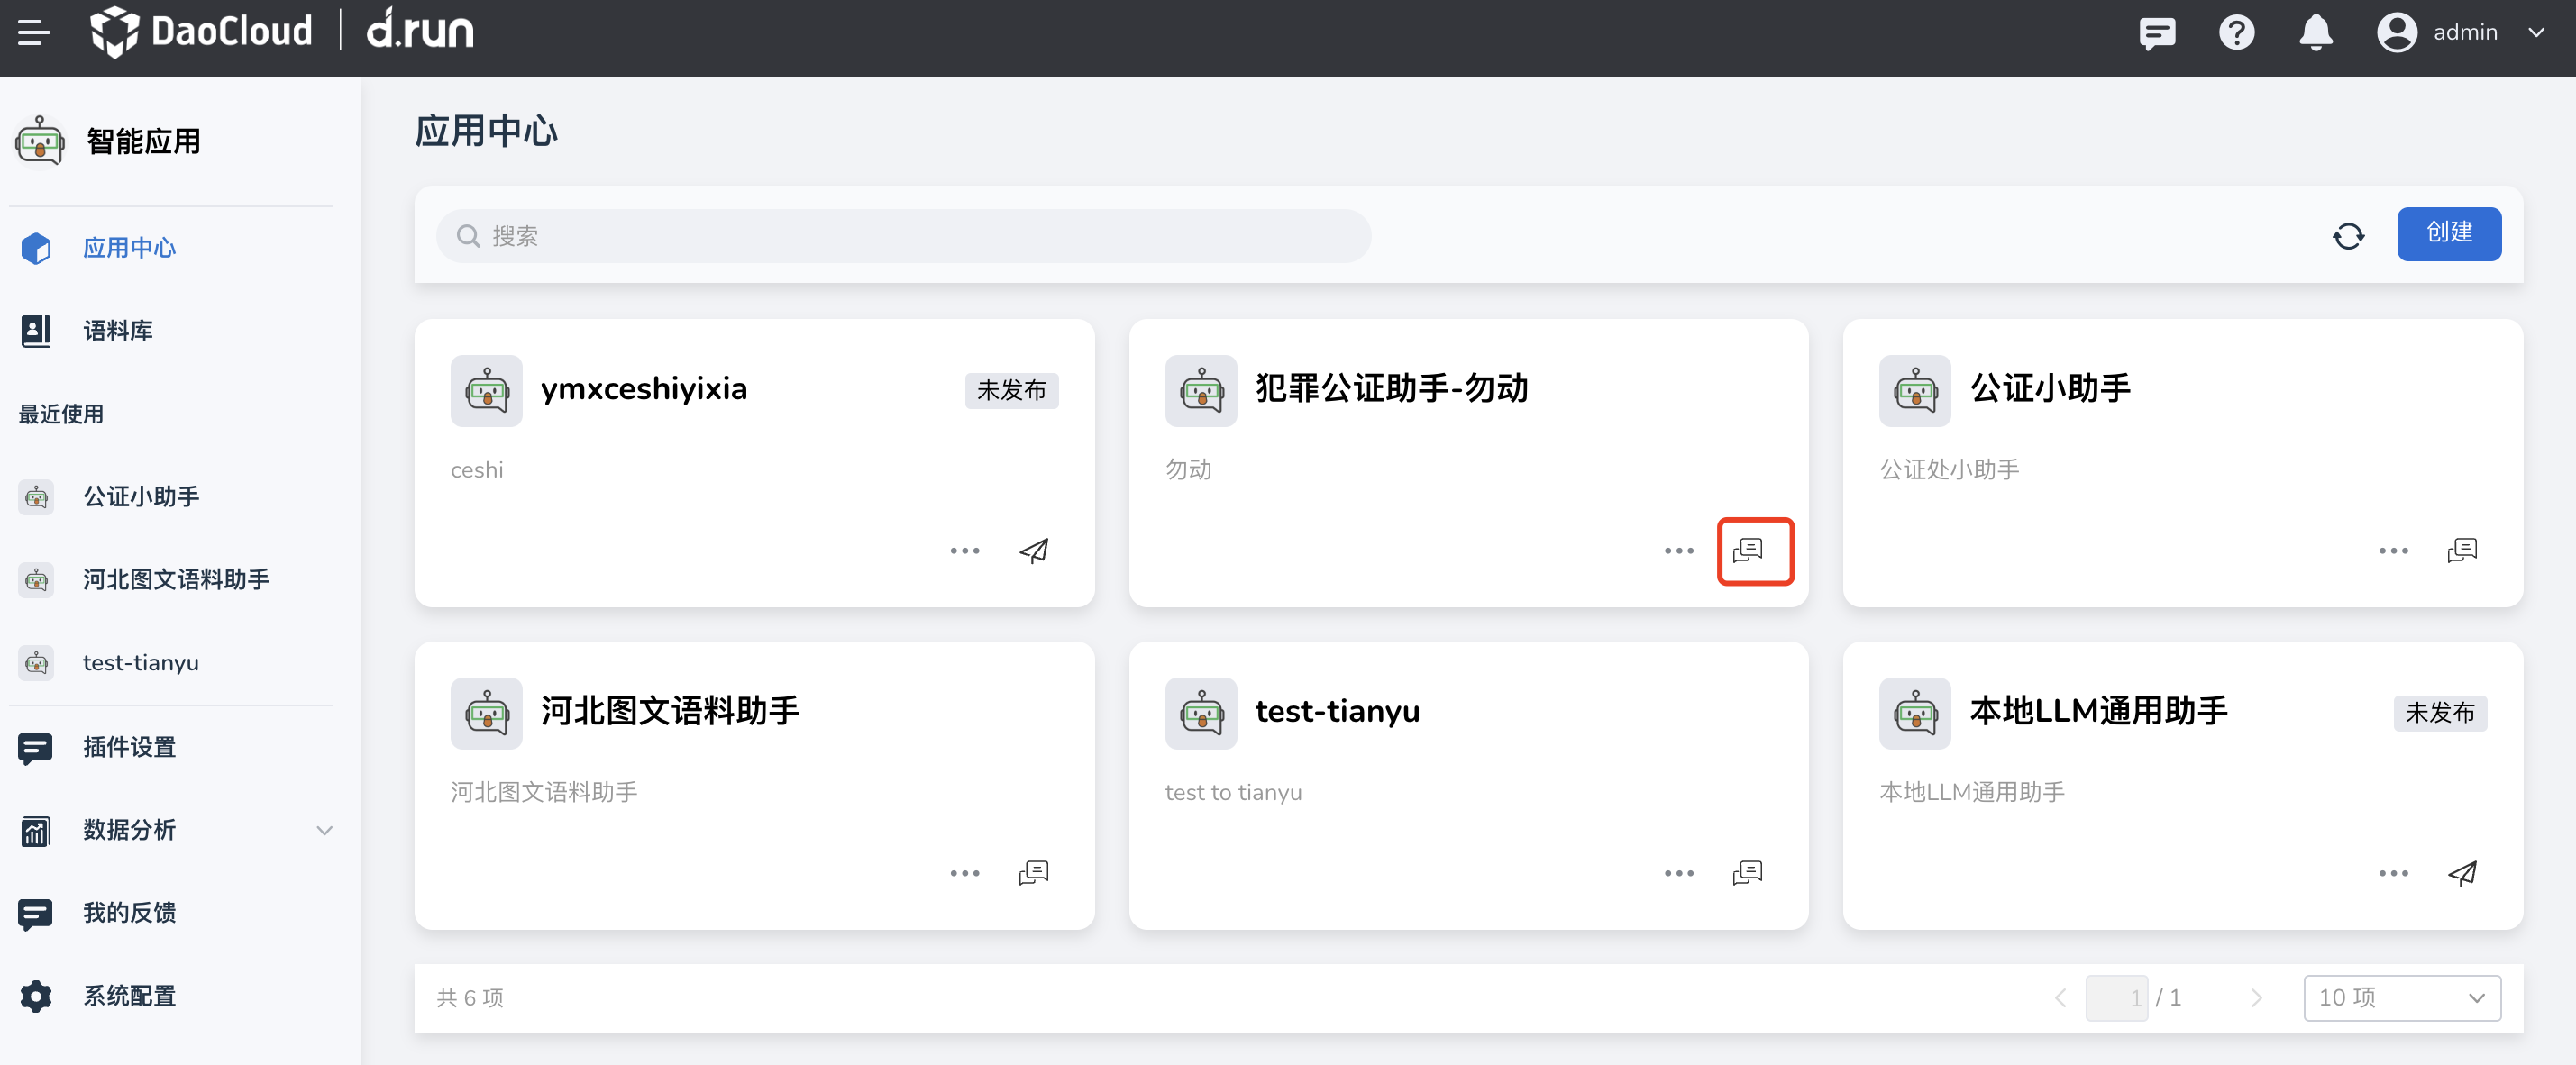 DaoCloud | d.run
admin
智能应用
应用中心
语料库
最近使用
公证小助手
河北图文语料助手
test-tianyu
插件设置
数据分析
我的反馈
系统配置
应用中心
搜索
创建
ymxceshiyixia
未发布
ceshi
犯罪公证助手-勿动
勿动
公证小助手
公证处小助手
河北图文语料助手
河北图文语料助手
test-tianyu
test to tianyu
本地LLM通用助手
未发布
本地LLM通用助手
共 6 项
1 / 1
10 项